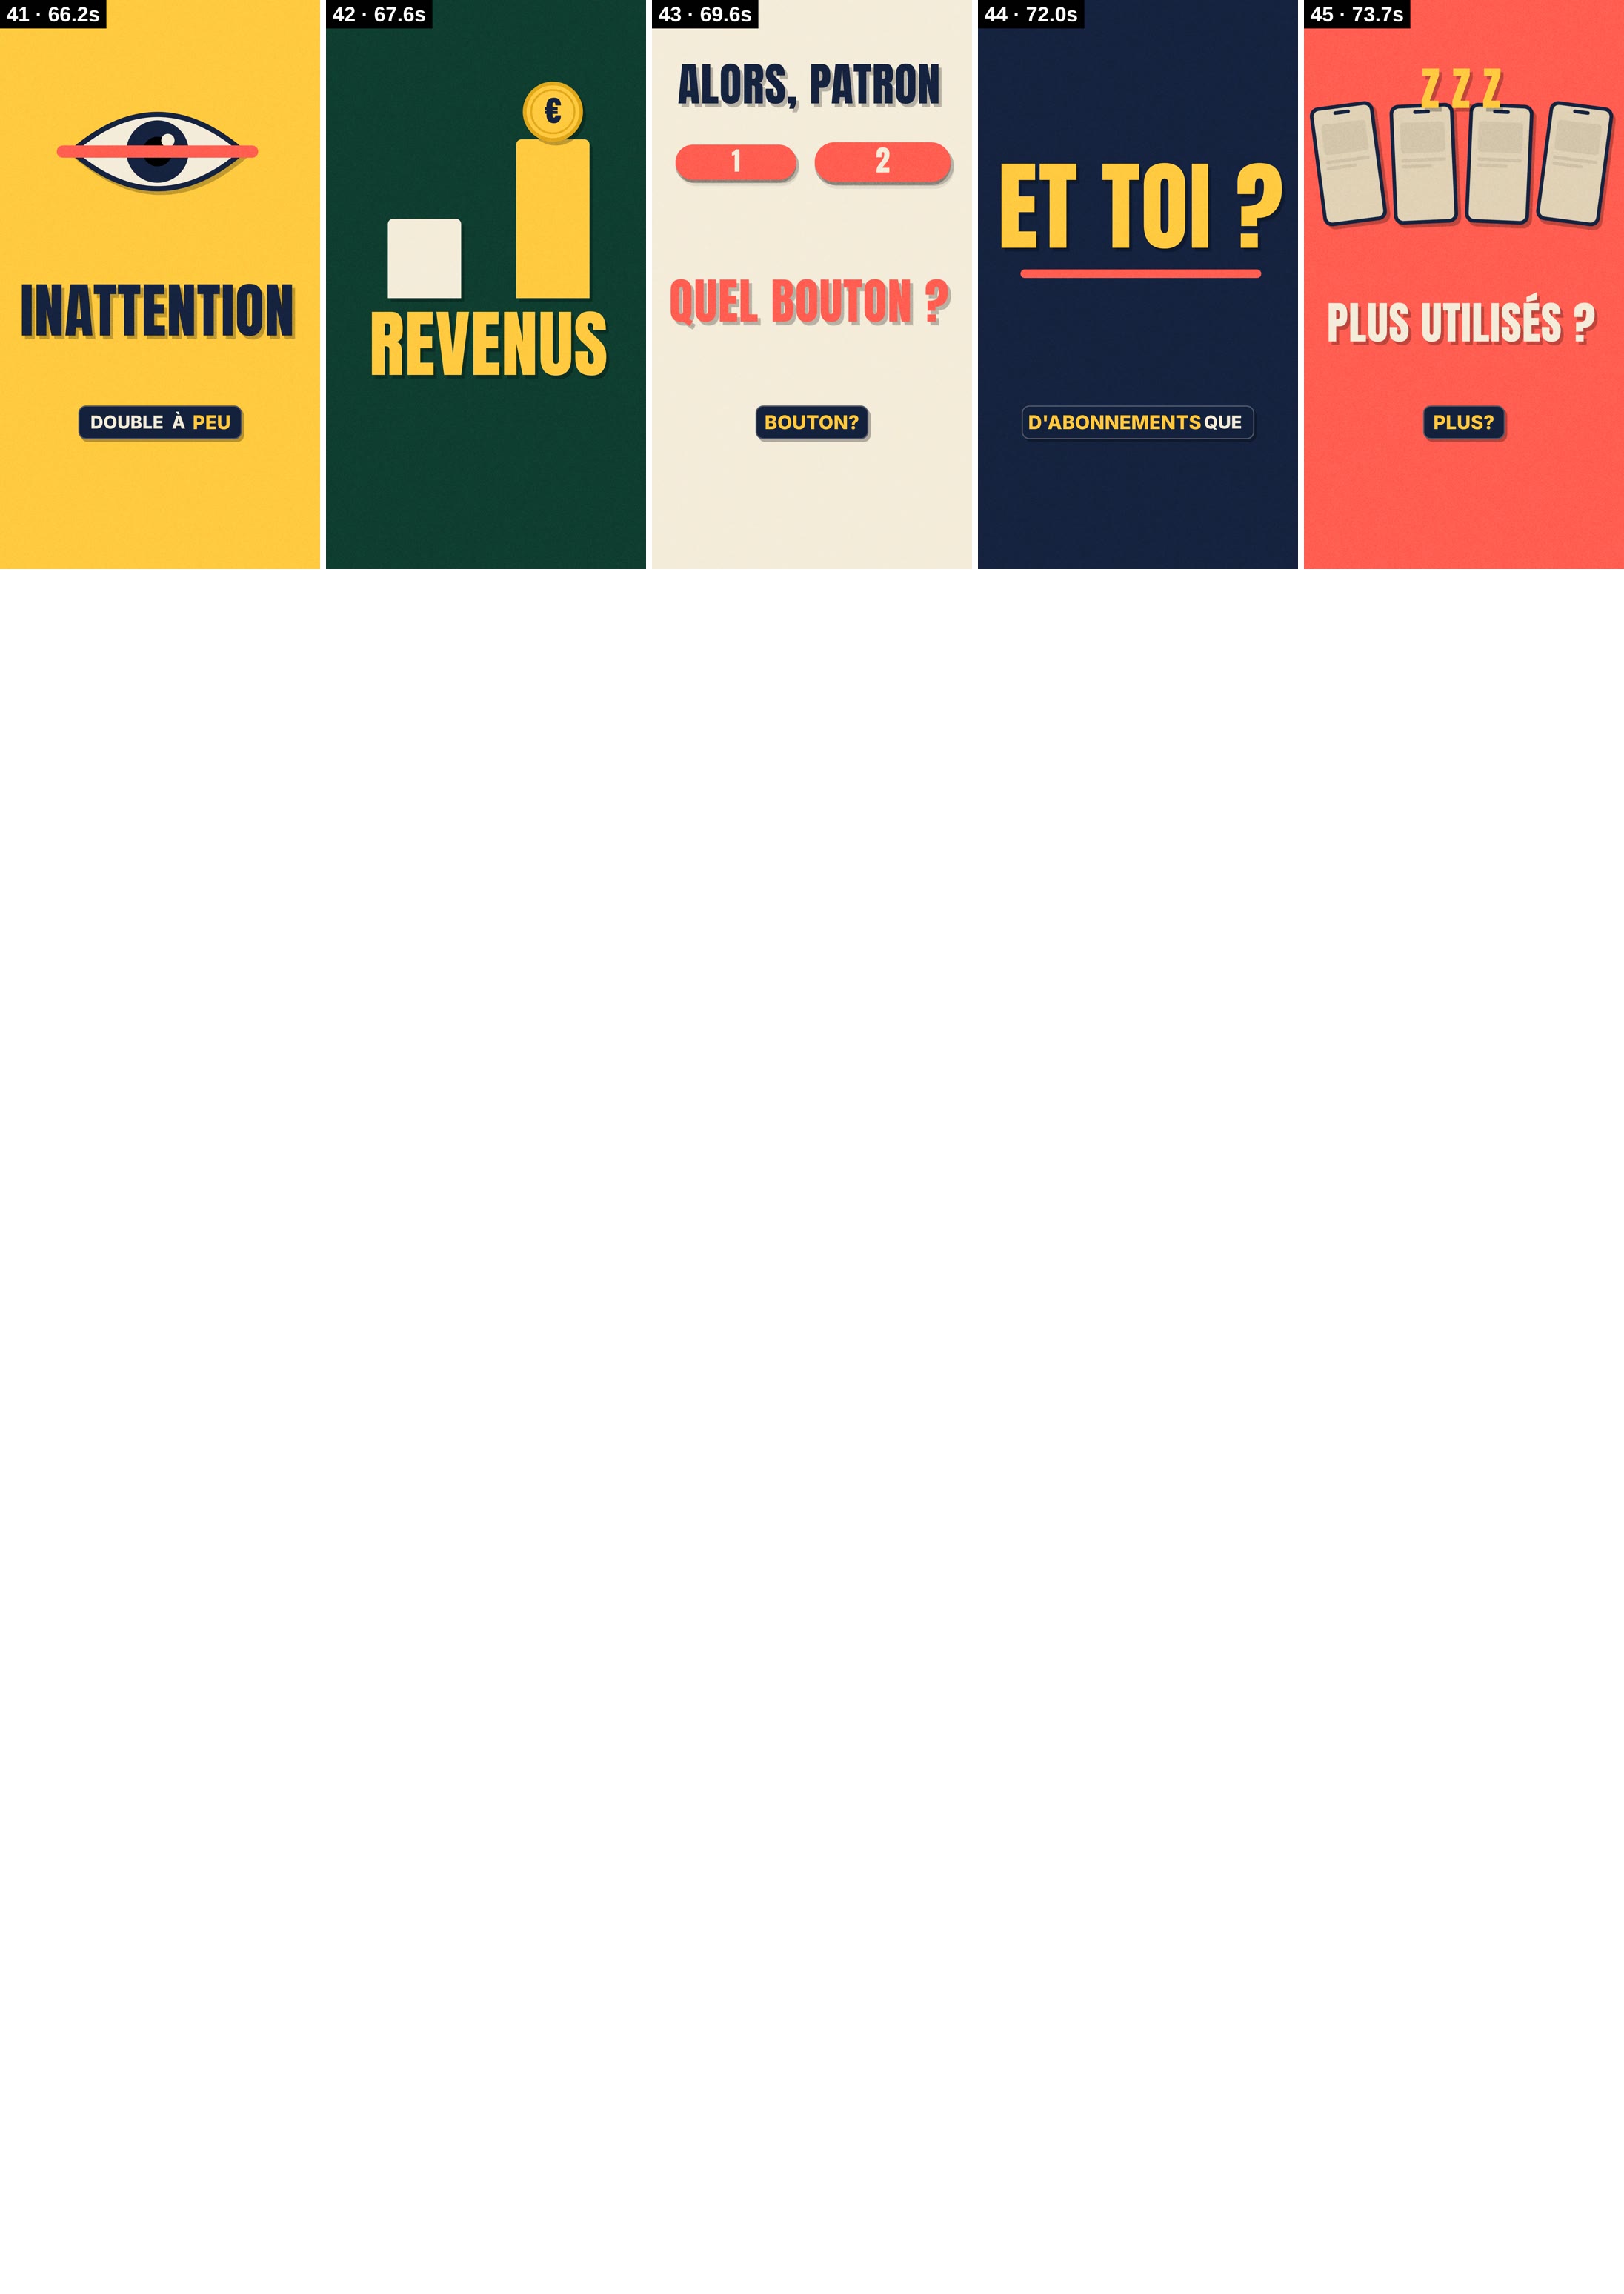 41 · 66.2s
INATTENTION
DOUBLE À PEU
42 · 67.6s
€
REVENUS
43 · 69.6s
ALORS, PATRON
1
2
QUEL BOUTON ?
BOUTON?
44 · 72.0s
ET TOI ?
D'ABONNEMENTS QUE
45 · 73.7s
Z Z Z
PLUS UTILISÉS ?
PLUS?